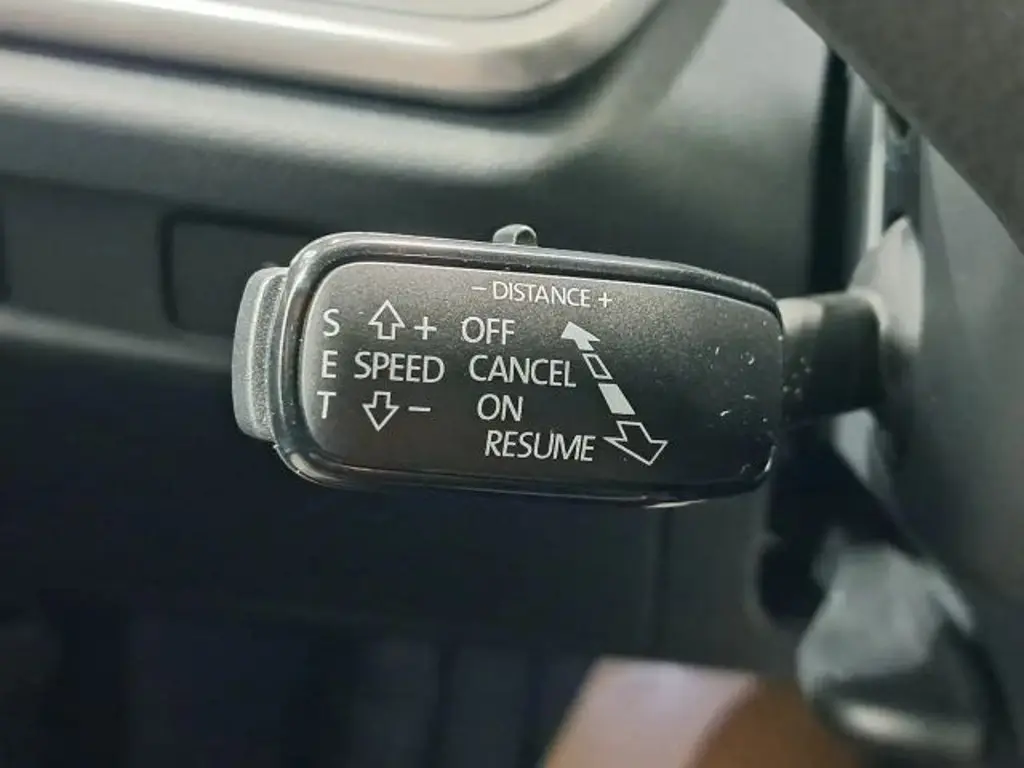 - DISTANCE +
S + OFF
E SPEED CANCEL
T - ON
RESUME